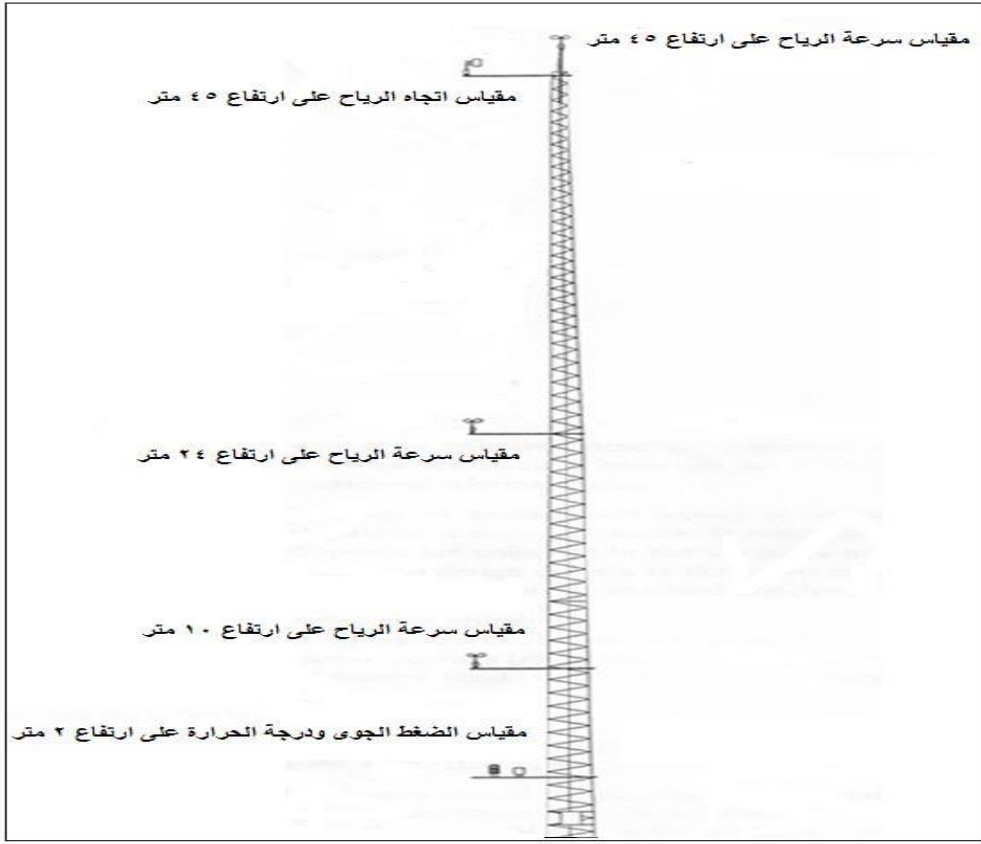 مقياس سرعة الرياح على ارتفاع ٤٥ متر
مقياس اتجاه الرياح على ارتفاع ٤٥ متر
مقياس سرعة الرياح على ارتفاع ٢٤ متر
مقياس سرعة الرياح على ارتفاع ١٠ متر
مقياس الضغط الجوى ودرجة الحرارة على ارتفاع ٢ متر